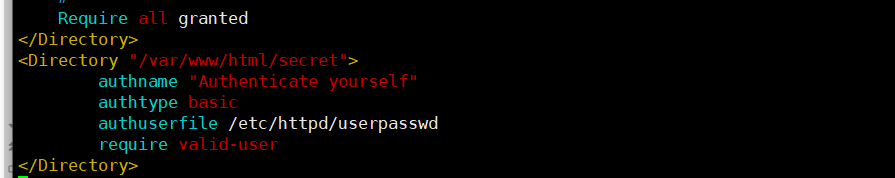 #
Require all granted
</Directory>
<Directory "/var/www/html/secret">
authname "Authenticate yourself"
authtype basic
authuserfile /etc/httpd/userpasswd
require valid-user
</Directory>